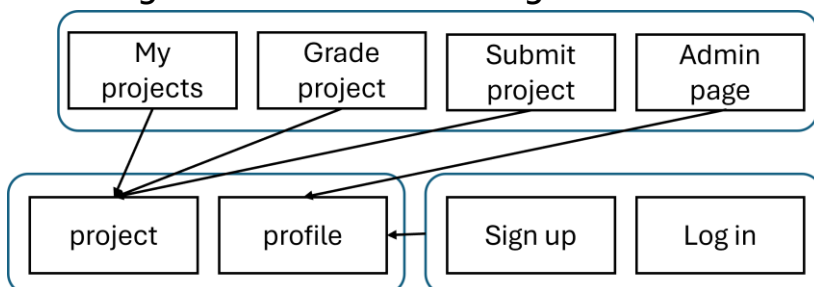 My
projects
Grade
project
Submit
project
Admin
page
project
profile
Sign up
Log in